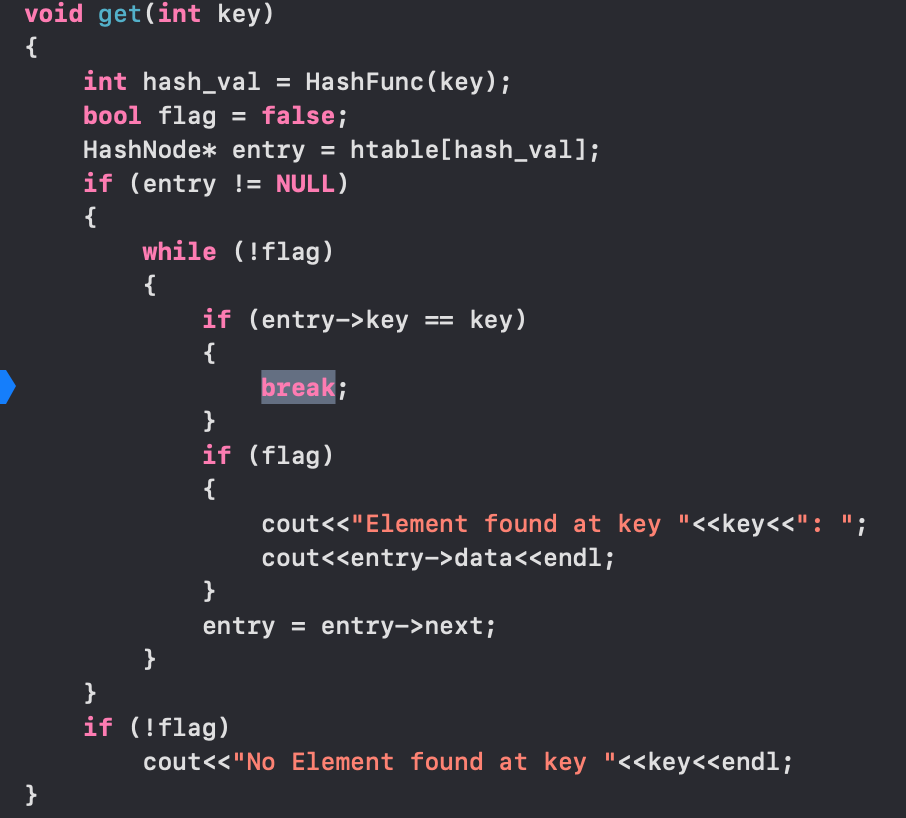 void get(int key)
{
    int hash_val = HashFunc(key);
    bool flag = false;
    HashNode* entry = htable[hash_val];
    if (entry != NULL)
    {
        while (!flag)
        {
            if (entry->key == key)
            {
                break;
            }
            if (flag)
            {
                cout<<"Element found at key "<<key<<": ";
                cout<<entry->data<<endl;
            }
            entry = entry->next;
        }
    }
    if (!flag)
        cout<<"No Element found at key "<<key<<endl;
}